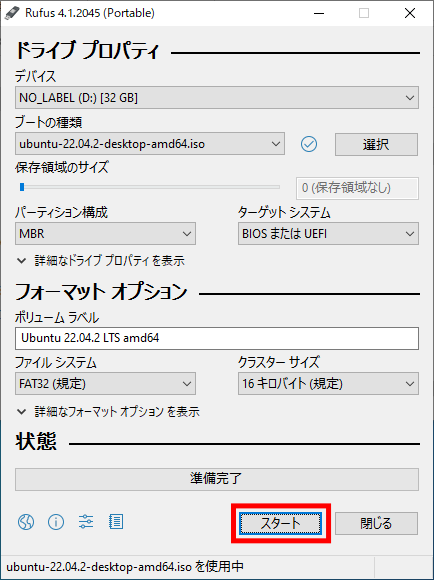 Rufus 4.1.2045 (Portable)
ドライブ プロパティ
デバイス
NO_LABEL (D:) [32 GB]
ブートの種類
ubuntu-22.04.2-desktop-amd64.iso
選択
保存領域のサイズ
0 (保存領域なし)
パーティション構成
ターゲット システム
MBR
BIOS または UEFI
詳細なドライブ プロパティを表示
フォーマット オプション
ボリューム ラベル
Ubuntu 22.04.2 LTS amd64
ファイル システム
クラスター サイズ
FAT32 (規定)
16 キロバイト (規定)
詳細なフォーマット オプションを表示
状態
準備完了
スタート
閉じる
ubuntu-22.04.2-desktop-amd64.iso を使用中